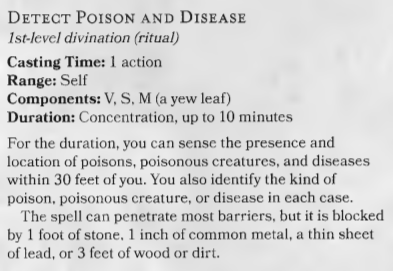 DETECT POISON AND DISEASE
1st-level divination (ritual)
Casting Time: 1 action
Range: Self
Components: V, S, M (a yew leaf)
Duration: Concentration, up to 10 minutes
For the duration, you can sense the presence and
location of poisons, poisonous creatures, and diseases
within 30 feet of you. You also identify the kind of
poison, poisonous creature, or disease in each case.
The spell can penetrate most barriers, but it is blocked
by 1 foot of stone, 1 inch of common metal, a thin sheet
of lead, or 3 feet of wood or dirt.